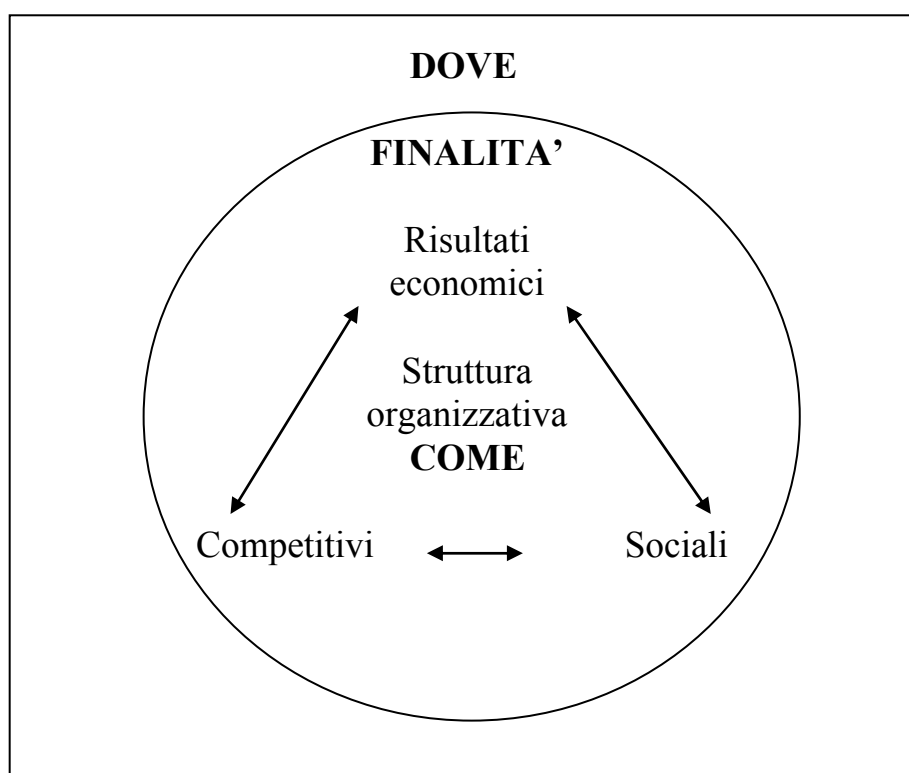 DOVE
FINALITA’
Risultati
economici
Struttura
organizzativa
COME
Competitivi
Sociali